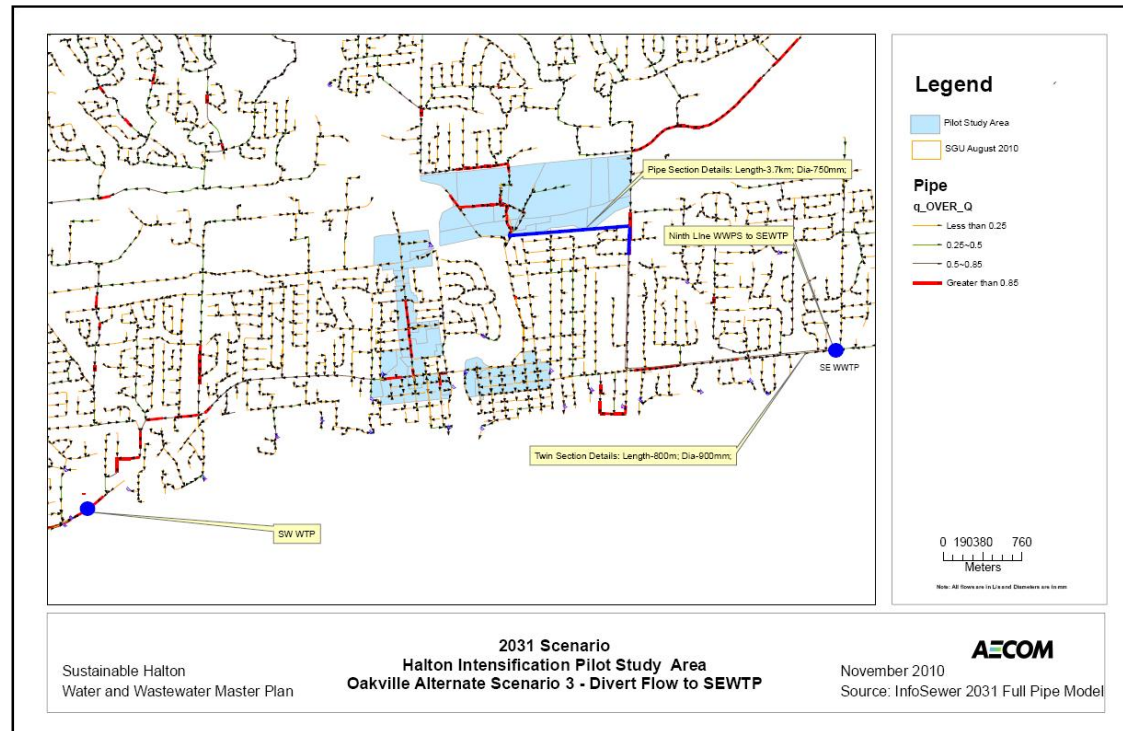 Pipe Section Details: Length-3.7km; Dia-750mm;
Ninth Line WWPS to SEWTP
SE WWTP
Twin Section Details: Length-800m; Dia-900mm;
SW WTP
Legend
Pilot Study Area
SGU August 2010
Pipe
q_OVER_Q
Less than 0.25
0.25~0.5
0.5~0.85
Greater than 0.85
0 190380 760
Meters
Note: All flows are in L/s and Diameters are in mm
Sustainable Halton
Water and Wastewater Master Plan
2031 Scenario
Halton Intensification Pilot Study Area
Oakville Alternate Scenario 3 - Divert Flow to SEWTP
AECOM
November 2010
Source: InfoSewer 2031 Full Pipe Model